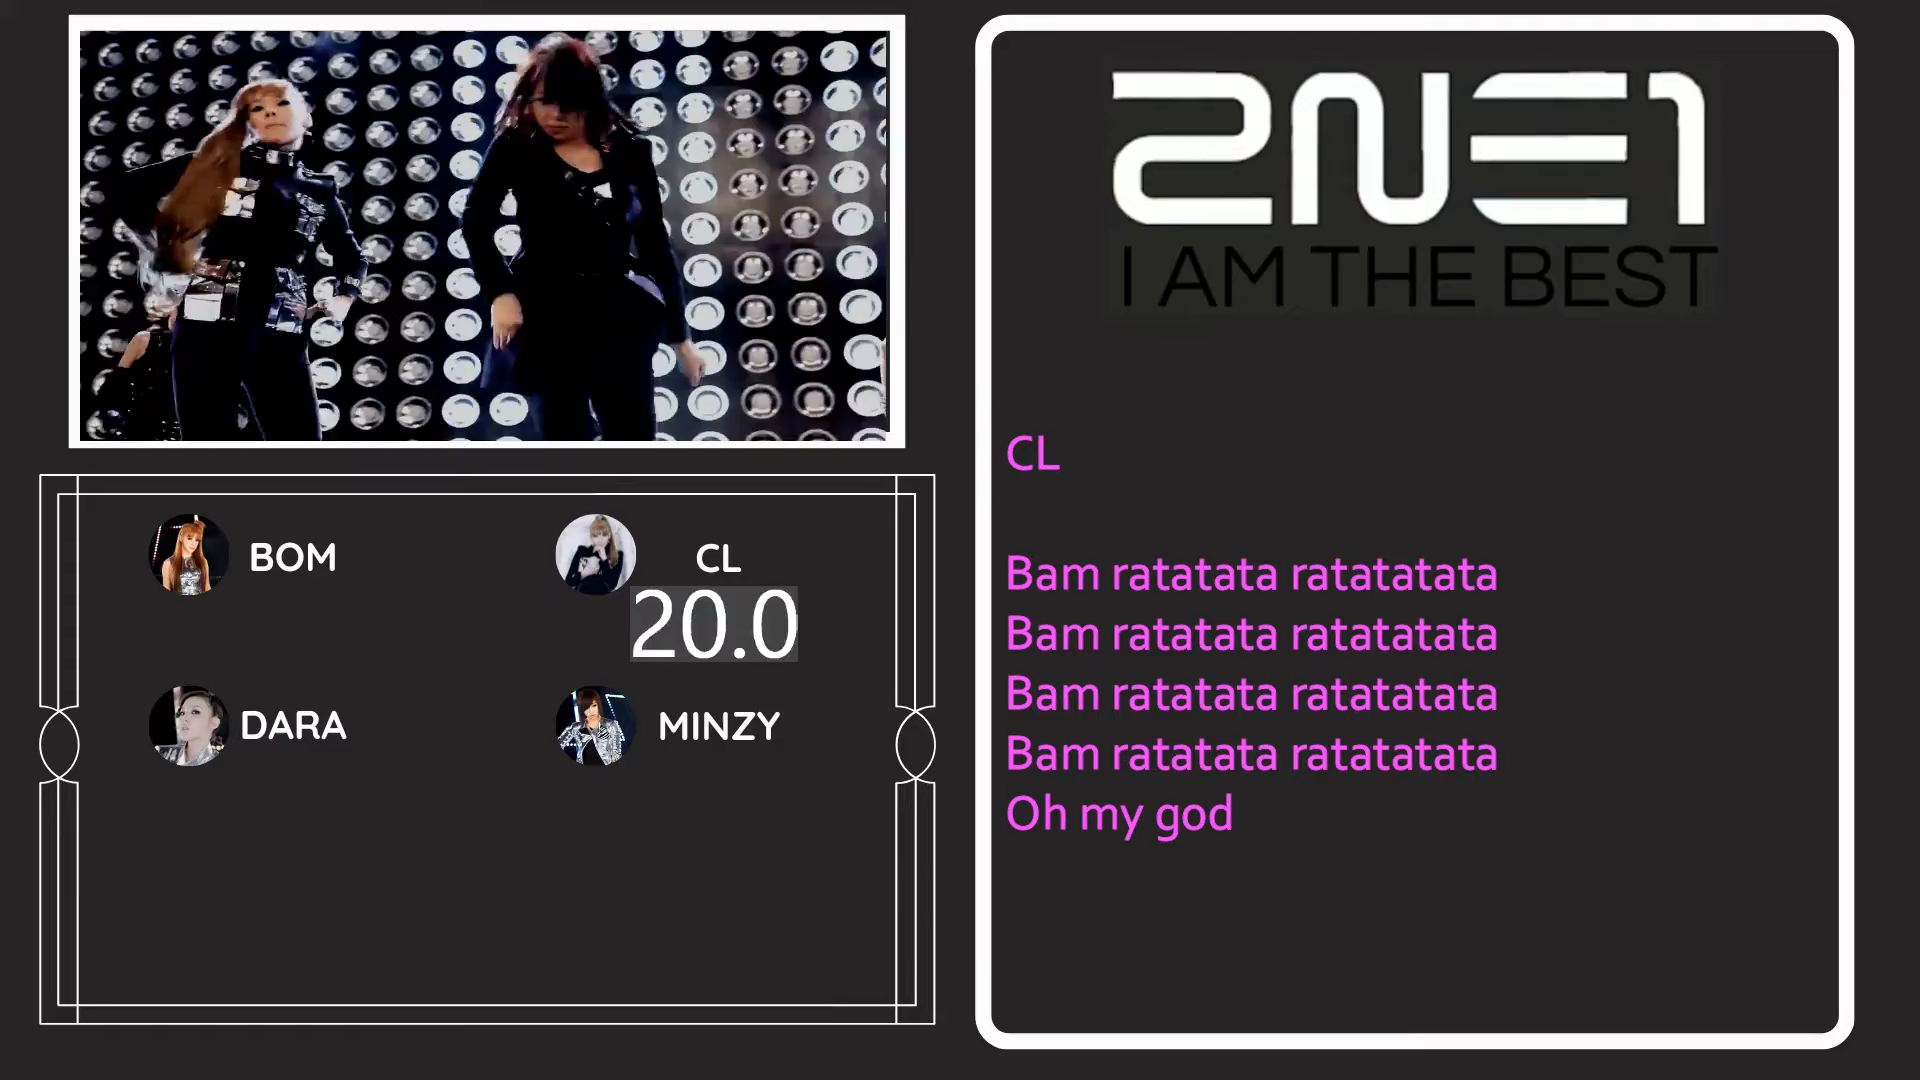 2NE1
I AM THE BEST
BOM
CL
20.0
DARA
MINZY
CL
Bam ratatata ratatatata
Bam ratatata ratatatata
Bam ratatata ratatatata
Bam ratatata ratatatata
Oh my god